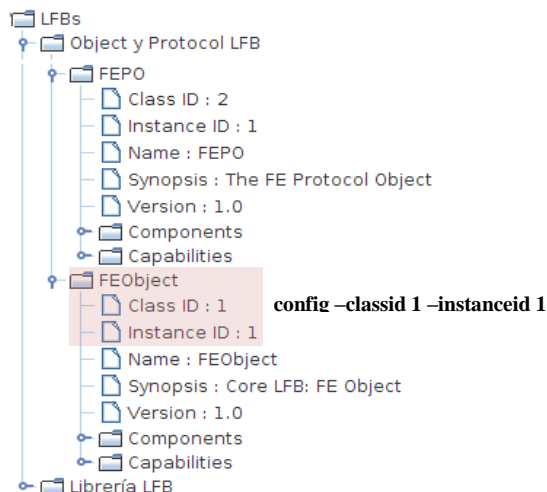 LFBs
Object y Protocol LFB
FEPO
Class ID : 2
Instance ID : 1
Name : FEPO
Synopsis : The FE Protocol Object
Version : 1.0
Components
Capabilities
FEObject
Class ID : 1 config –classid 1 –instanceid 1
Instance ID : 1
Name : FEObject
Synopsis : Core LFB: FE Object
Version : 1.0
Components
Capabilities
Librería LFB